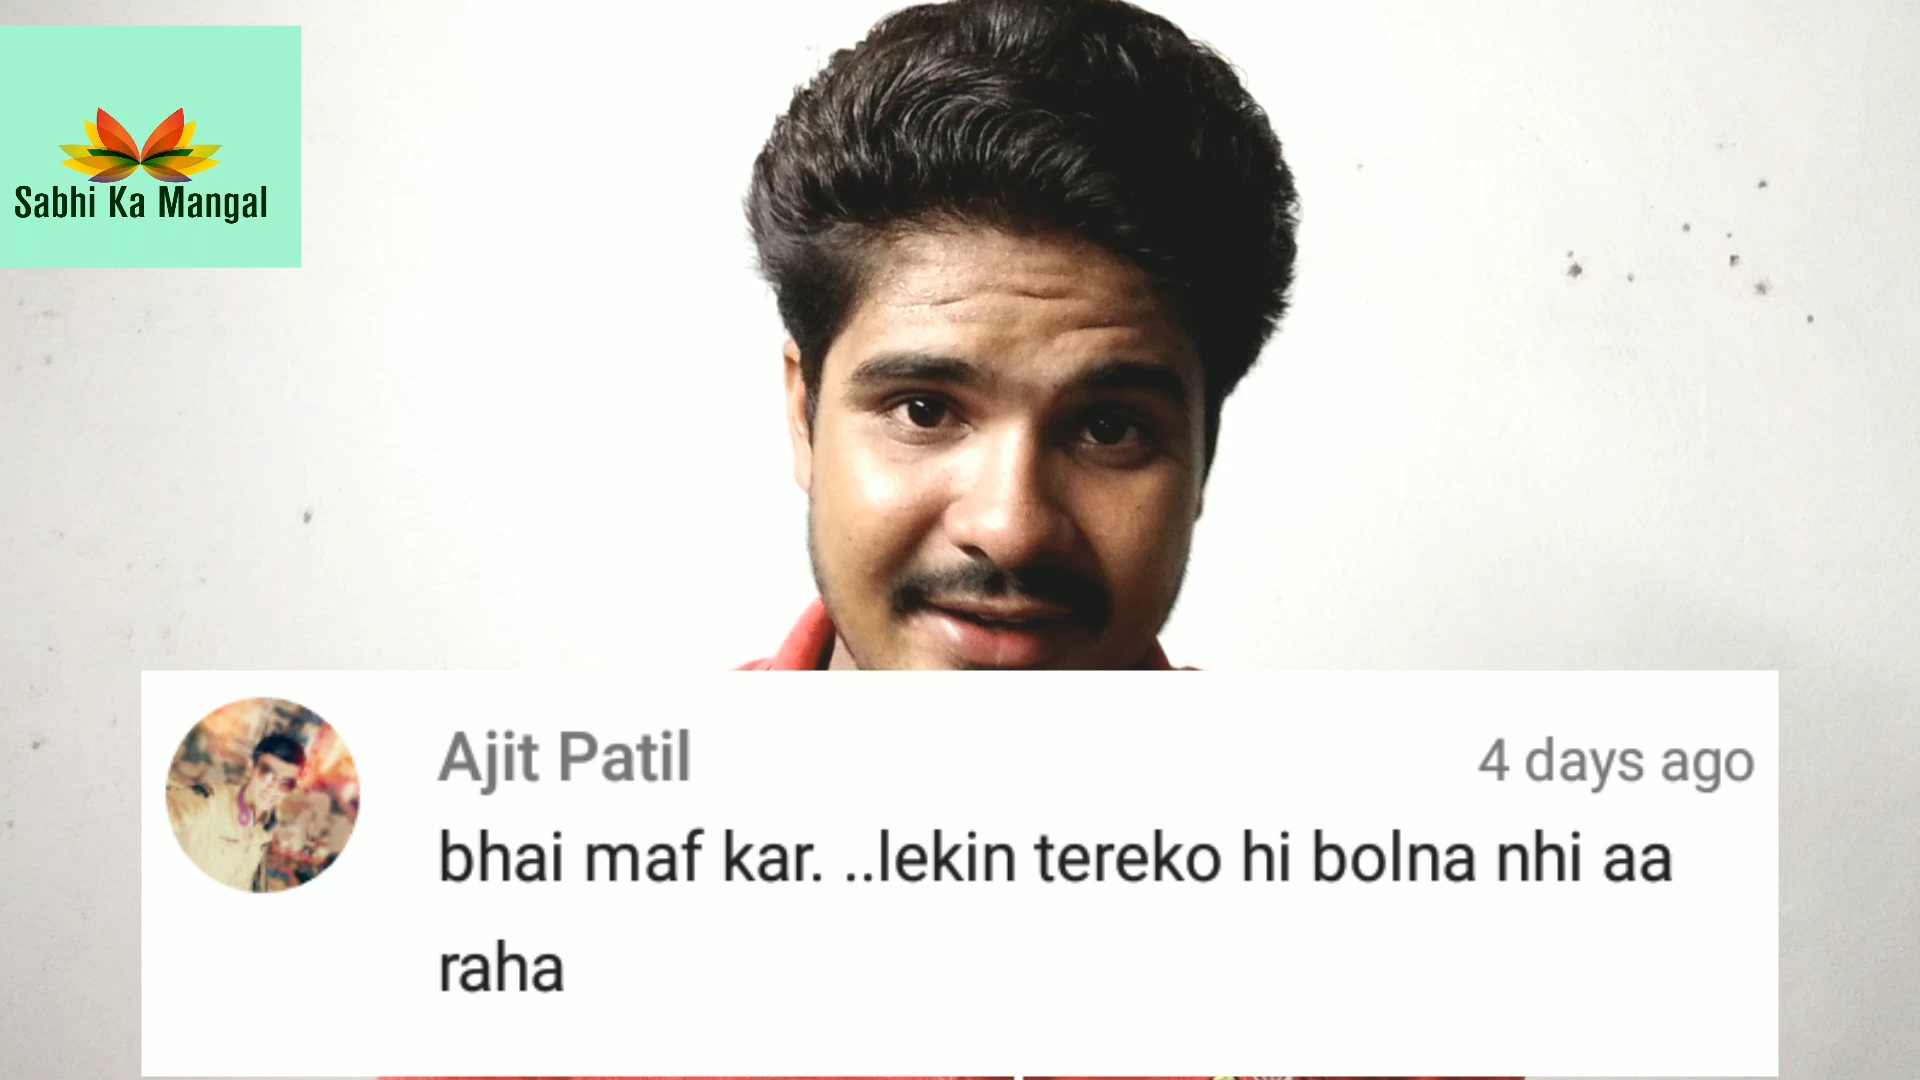 Sabhi Ka Mangal
Ajit Patil
4 days ago
bhai maf kar. ..lekin tereko hi bolna nhi aa
raha